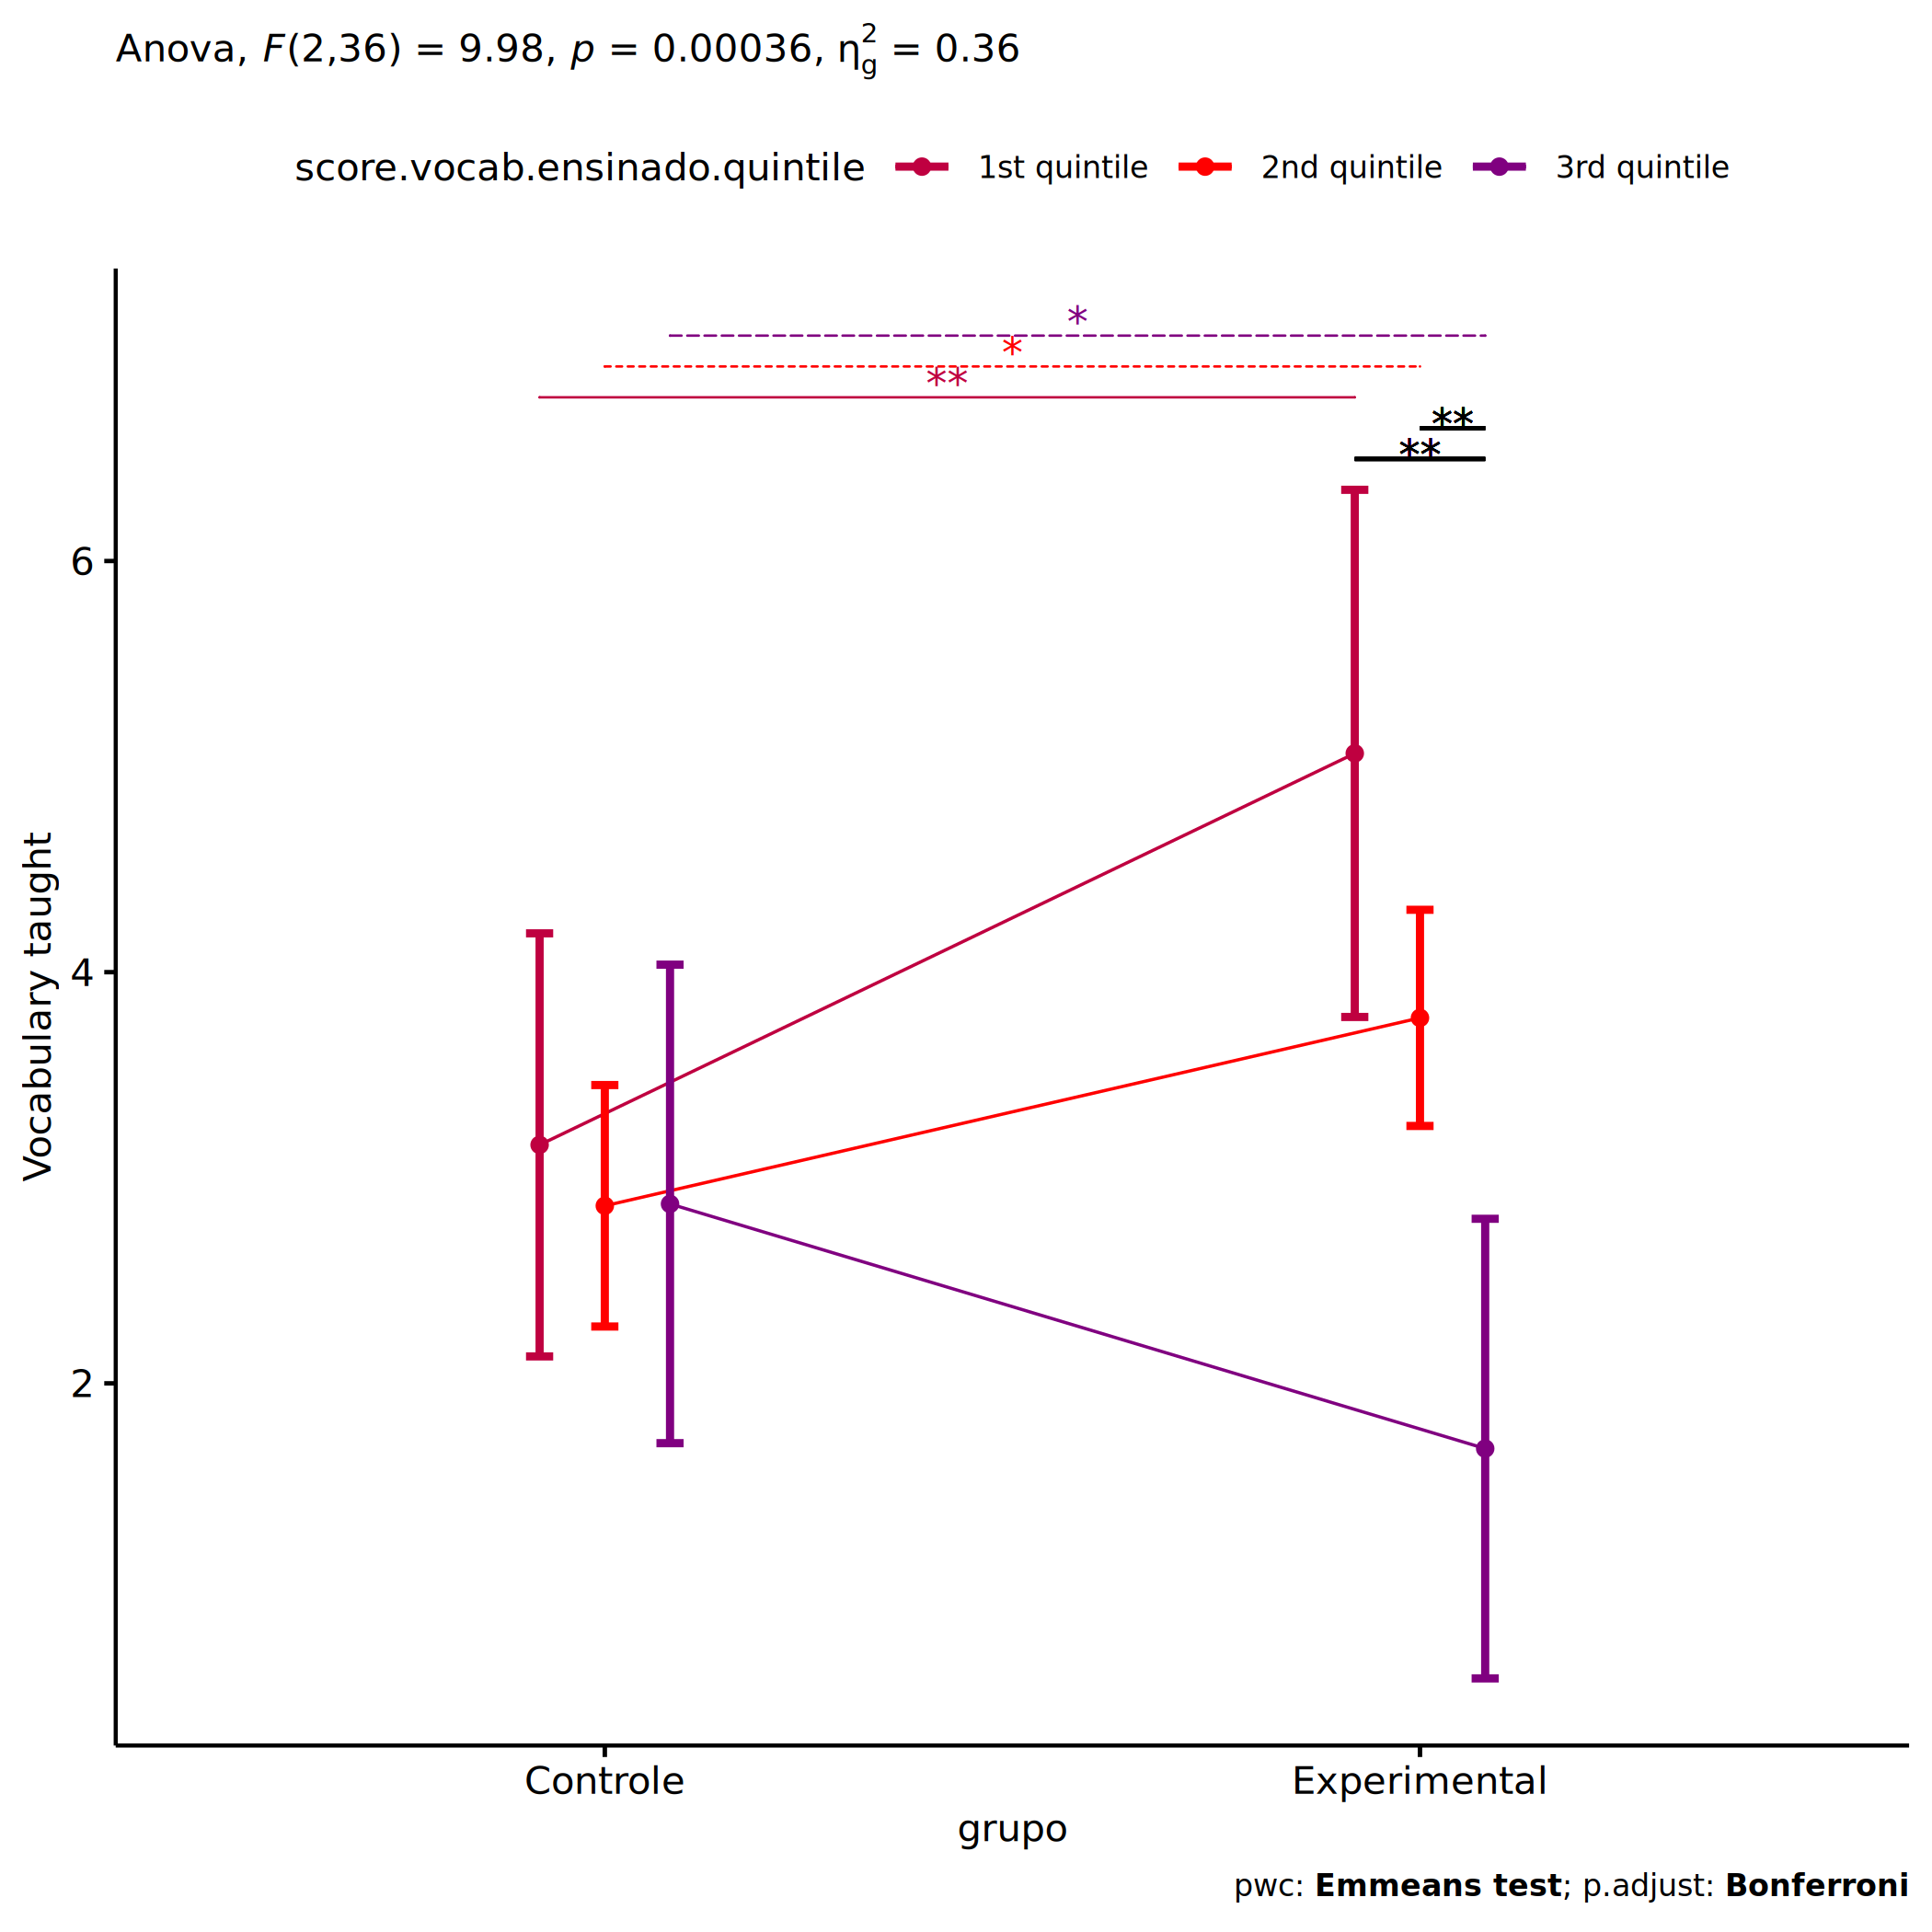 Anova, F(2,36) = 9.98, p = 0.00036, η²g = 0.36
score.vocab.ensinado.quintile 1st quintile 2nd quintile 3rd quintile
*
*
**
**
**
6
4
2
Vocabulary taught
Controle Experimental
grupo
pwc: Emmeans test; p.adjust: Bonferroni